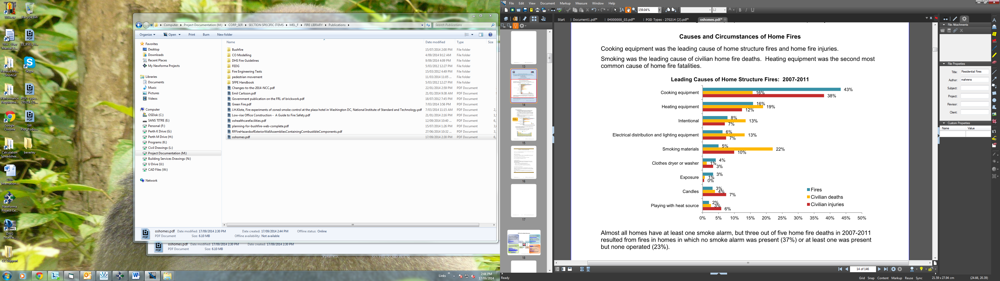 TRA.exe
Recycle Bin
TRA - User Manual A...
11_BS11_H...
Renaud.Mo... - Shortcut
Skype
Performance Requireme...
POD Types - 270214 (2)....
Google Chrome
SW Plot_Podiu...
Calculation Spreadshee...
beverley
10th Internation...
Newforma Project Ce...
DWG TrueVie...
CC Support
Computer Project Documentation (M:) CORP_SER SECTION SPECIFIC ITEMS MEL_F FIRE LIBRARY Publications
Search Publications
Organize Open Print Burn New folder
Favorites
Desktop
Downloads
Recent Places
My Newforma Projects
Libraries
Documents
Music
Pictures
Videos
Computer
OSDisk (C:)
SANS TITRE (E:)
Personal (F:)
Perth K Drive (G:)
Perth M Drive (H:)
Programs (K:)
Civil Drawings (L:)
Project Documentation (M:)
Building Services Drawings (N:)
U Drive (U:)
CAD Files (W:)
Network
Name Date modified Type Size
Bushfire 15/07/2014 2:00 PM File folder
CO Modelling 4/09/2014 9:12 AM File folder
DHS Fire Guidelines 9/09/2014 4:09 PM File folder
FEDG 5/03/2012 12:27 PM File folder
Fire Engineering Texts 15/03/2012 4:49 PM File folder
pedestrian movement 11/03/2014 11:05 ... File folder
SFPE Handbook 5/03/2012 12:27 PM File folder
Changes-to-the-2014-NCC.pdf 22/01/2014 2:59 PM PDF Document
Emil Carlsson.pdf 21/01/2014 9:38 AM PDF Document
Government publication on the FRL of brickwork.pdf 18/07/2012 7:45 PM PDF Document
Green Fire.pdf 7/03/2014 3:56 PM PDF Document
J.H.Klote, Fire experiments of zoned smoke control at the plaza hotel in Washington DC, National Institute of Standard and Technology.pdf 7/03/2014 11:15 AM PDF Document 2,
Low-rise Office Construction - A Guide to Fire Safety.pdf 21/01/2014 2:16 PM PDF Document
oshealthcarefacilities.pdf 12/09/2014 10:40 ... PDF Document 6,
planning-for-bushfire-web-complete.pdf 15/07/2014 1:26 PM PDF Document
RFFireHazardsofExteriorWallAssembliesContainingCombustibleComponents.pdf 27/06/2014 10:32 ... PDF Document
oshomes.pdf 17/09/2014 2:30 PM PDF Document 6,
oshomes.pdf Date modified: 17/09/2014 2:30 PM Date created: 17/09/2014 2:44 PM Offline status: Online
PDF Document Size: 6.10 MB Offline availability: Not available
oshomes.pdf Date modified: 17/09/2014 2:30 PM Date created: 17/09/2014 2:30 PM
PDF Document Size: 6.10 MB
Links
2:44 PM
17/09/2014
File Edit View Document Markup Measure Window Help
159.04% 12 A B I U
Start Document1.pdf* 04000000_03.pdf* POD Types - 270214 (2).pdf* oshomes.pdf*
13
14
15
16
17
18
Causes and Circumstances of Home Fires
Cooking equipment was the leading cause of home structure fires and home fire injuries.
Smoking was the leading cause of civilian home fire deaths. Heating equipment was the second most
common cause of home fire fatalities.
Leading Causes of Home Structure Fires: 2007-2011
Cooking equipment 43% 16% 38%
Heating equipment 16% 19% 12%
Intentional 8% 13% 7%
Electrical distribution and lighting equipment 6% 13% 7%
Smoking materials 5% 22% 10%
Clothes dryer or washer 4% 1% 3%
Exposure 3% 1% 0%
Candles 3% 4% 7%
Playing with heat source 2% 3% 6%
Fires
Civilian deaths
Civilian injuries
0% 5% 10% 15% 20% 25% 30% 35% 40% 45% 50%
Almost all homes have at least one smoke alarm, but three out of five home fire deaths in 2007-2011
resulted from fires in homes in which no smoke alarm was present (37%) or at least one was present
but none operated (23%).
14 of 146
Ready
Grid Snap Content Markup Reuse Sync 21.59 x 27.94 cm (24.66, 20.39)
File Attachments
File Properties
Title: Residential Fires
Author: mahrens
Subject:
Project:
Revisor:
Client:
Custom Properties
Name Value